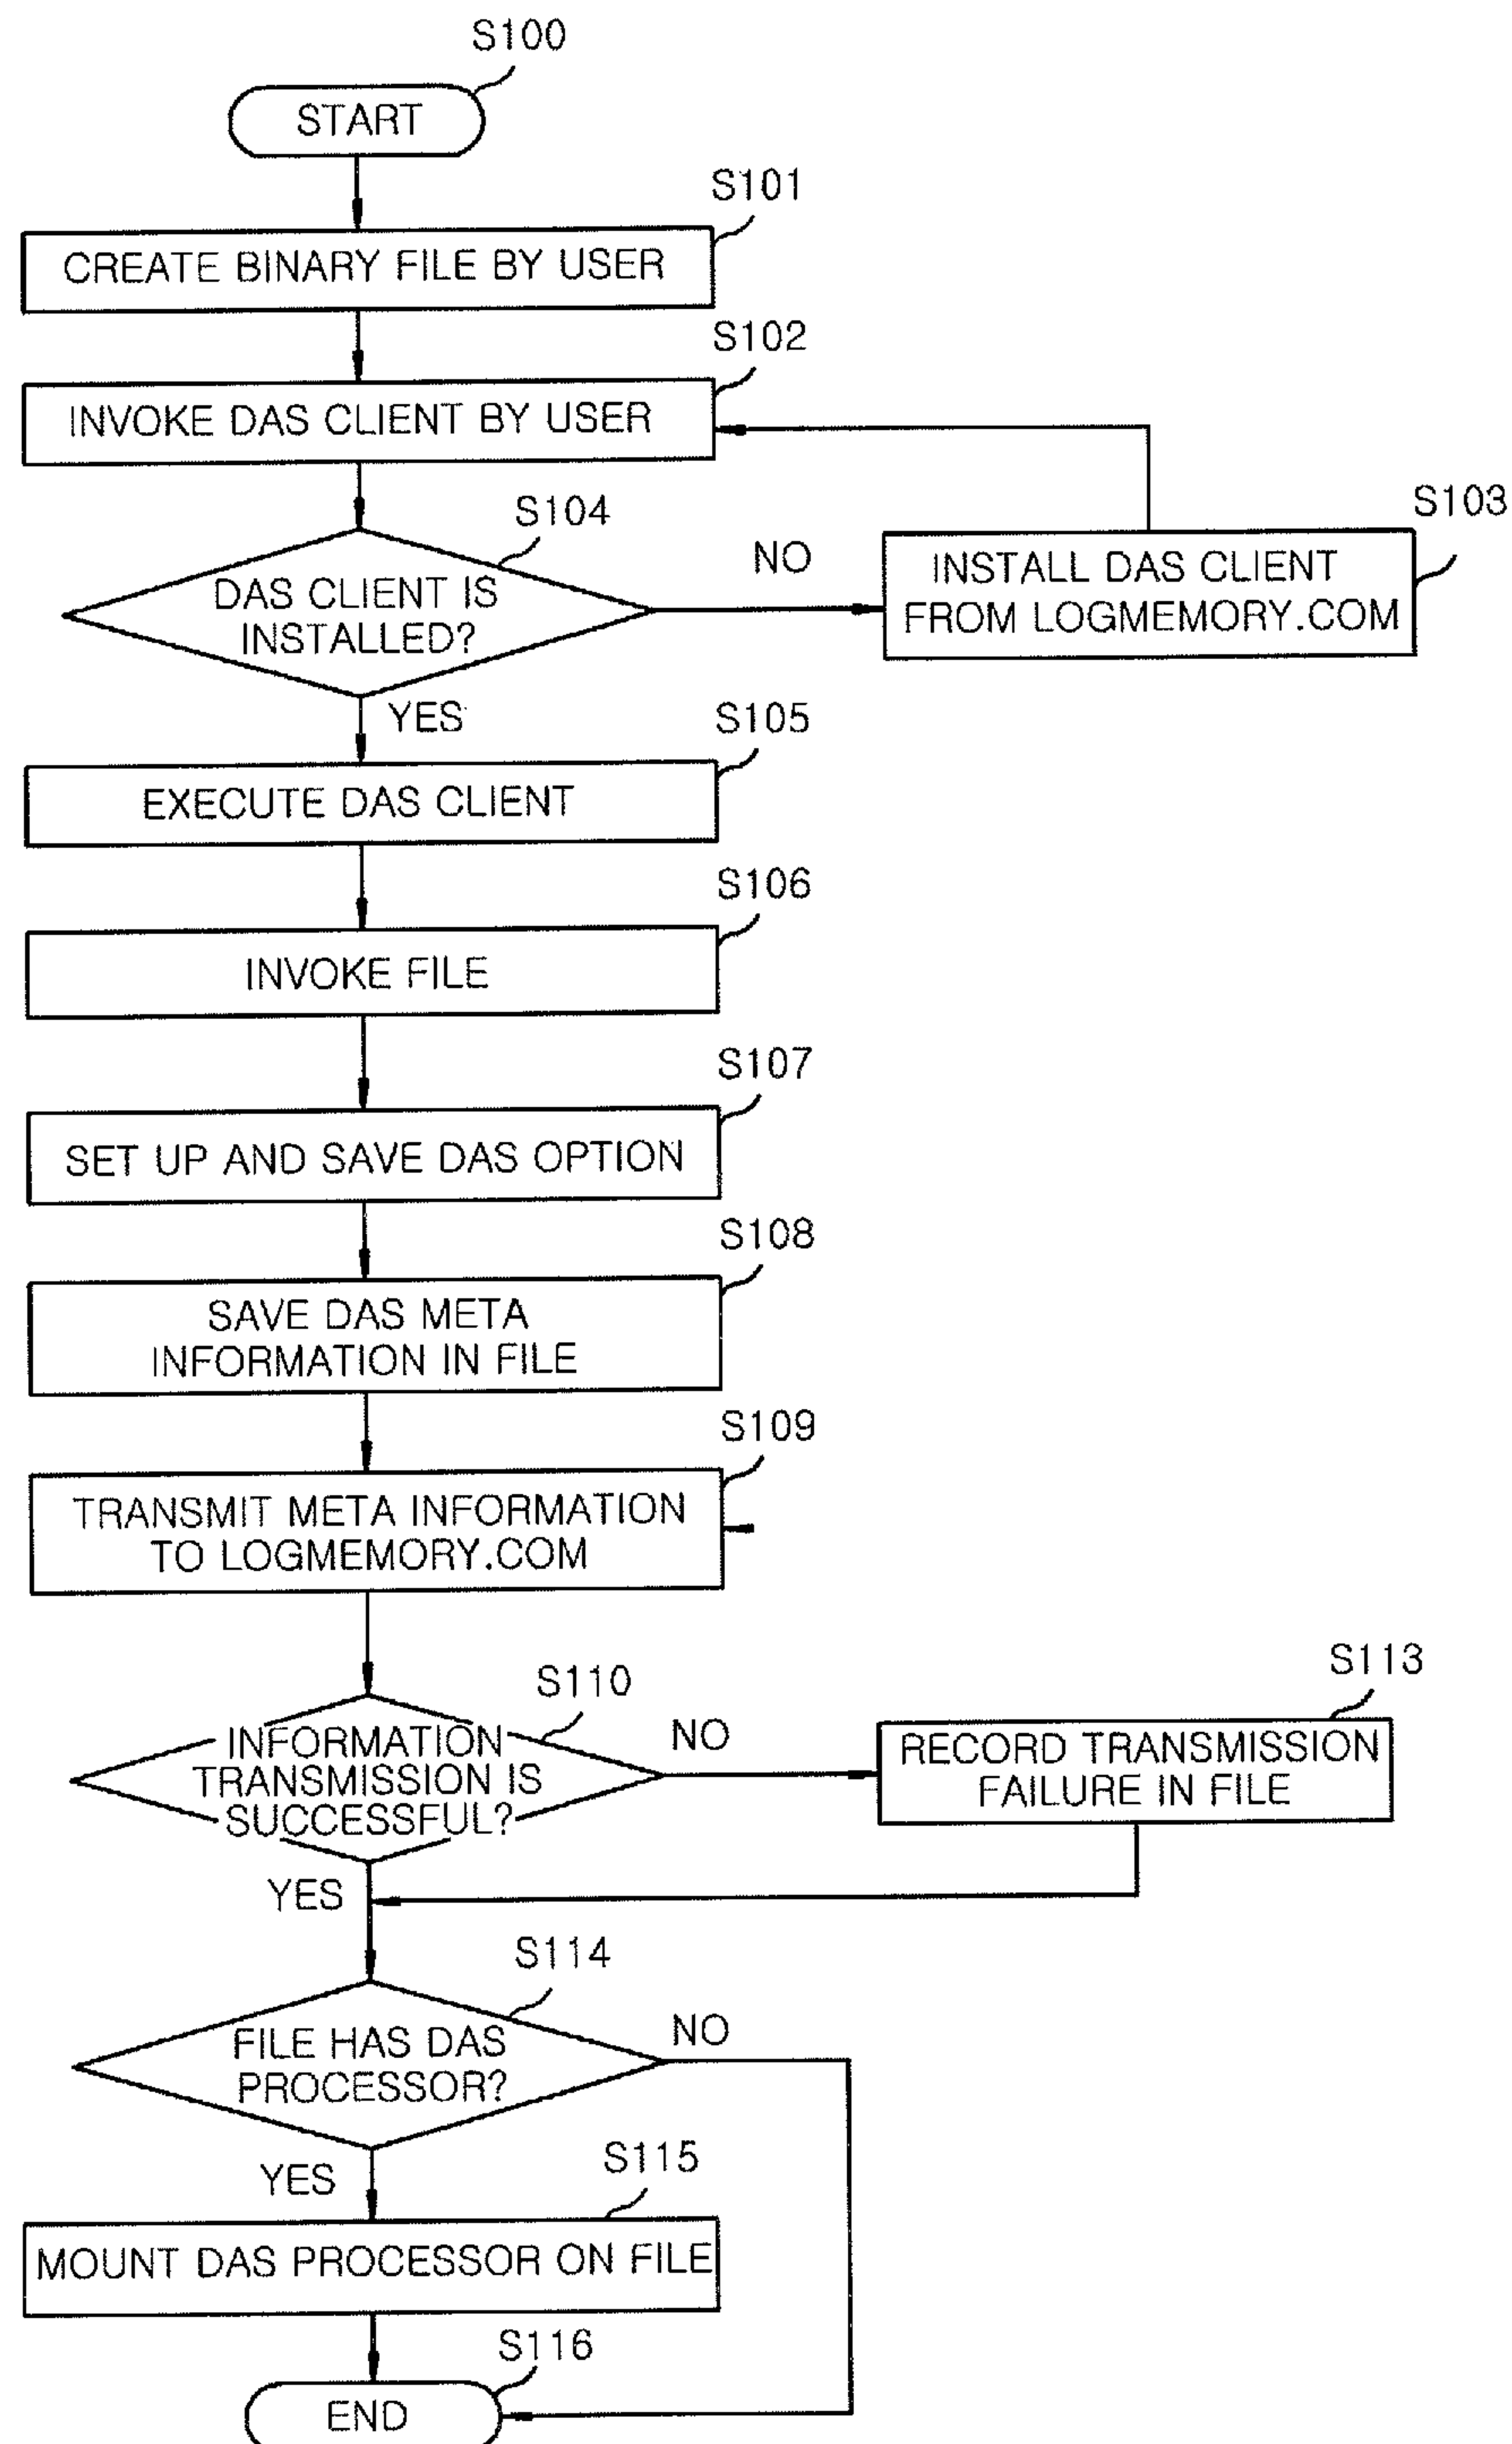 S100
START
S101
CREATE BINARY FILE BY USER
S102
INVOKE DAS CLIENT BY USER
S104
DAS CLIENT IS
INSTALLED?
NO
S103
INSTALL DAS CLIENT
FROM LOGMEMORY.COM
YES
S105
EXECUTE DAS CLIENT
S106
INVOKE FILE
S107
SET UP AND SAVE DAS OPTION
S108
SAVE DAS META
INFORMATION IN FILE
S109
TRANSMIT META INFORMATION
TO LOGMEMORY.COM
S110
INFORMATION
TRANSMISSION IS
SUCCESSFUL?
NO
S113
RECORD TRANSMISSION
FAILURE IN FILE
YES
S114
FILE HAS DAS
PROCESSOR?
NO
YES
S115
MOUNT DAS PROCESSOR ON FILE
S116
END